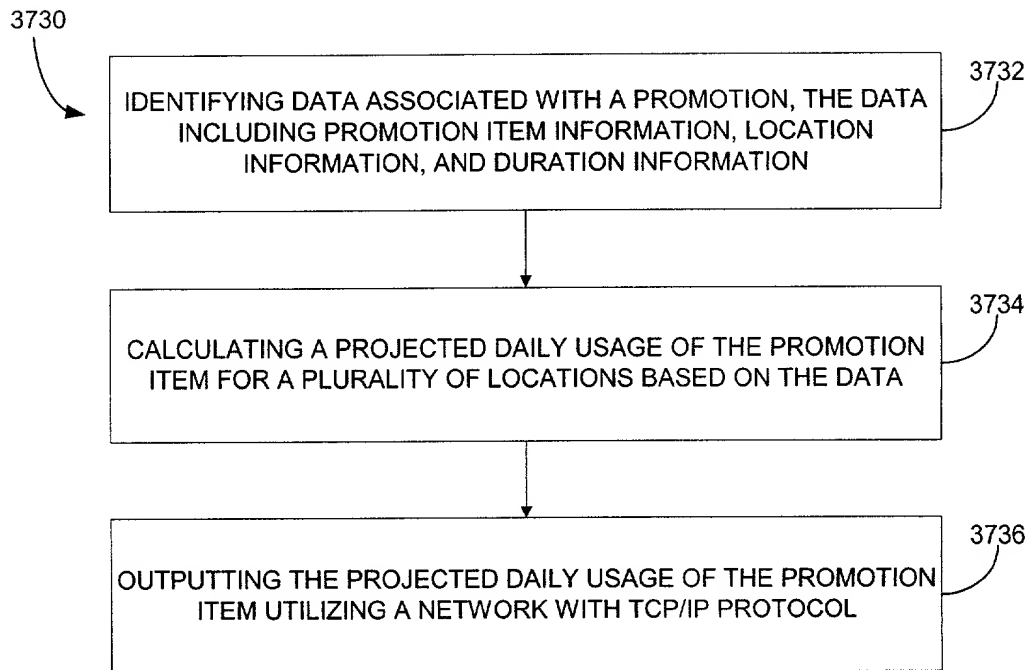 3730
3732
IDENTIFYING DATA ASSOCIATED WITH A PROMOTION, THE DATA
INCLUDING PROMOTION ITEM INFORMATION, LOCATION
INFORMATION, AND DURATION INFORMATION
3734
CALCULATING A PROJECTED DAILY USAGE OF THE PROMOTION
ITEM FOR A PLURALITY OF LOCATIONS BASED ON THE DATA
3736
OUTPUTTING THE PROJECTED DAILY USAGE OF THE PROMOTION
ITEM UTILIZING A NETWORK WITH TCP/IP PROTOCOL